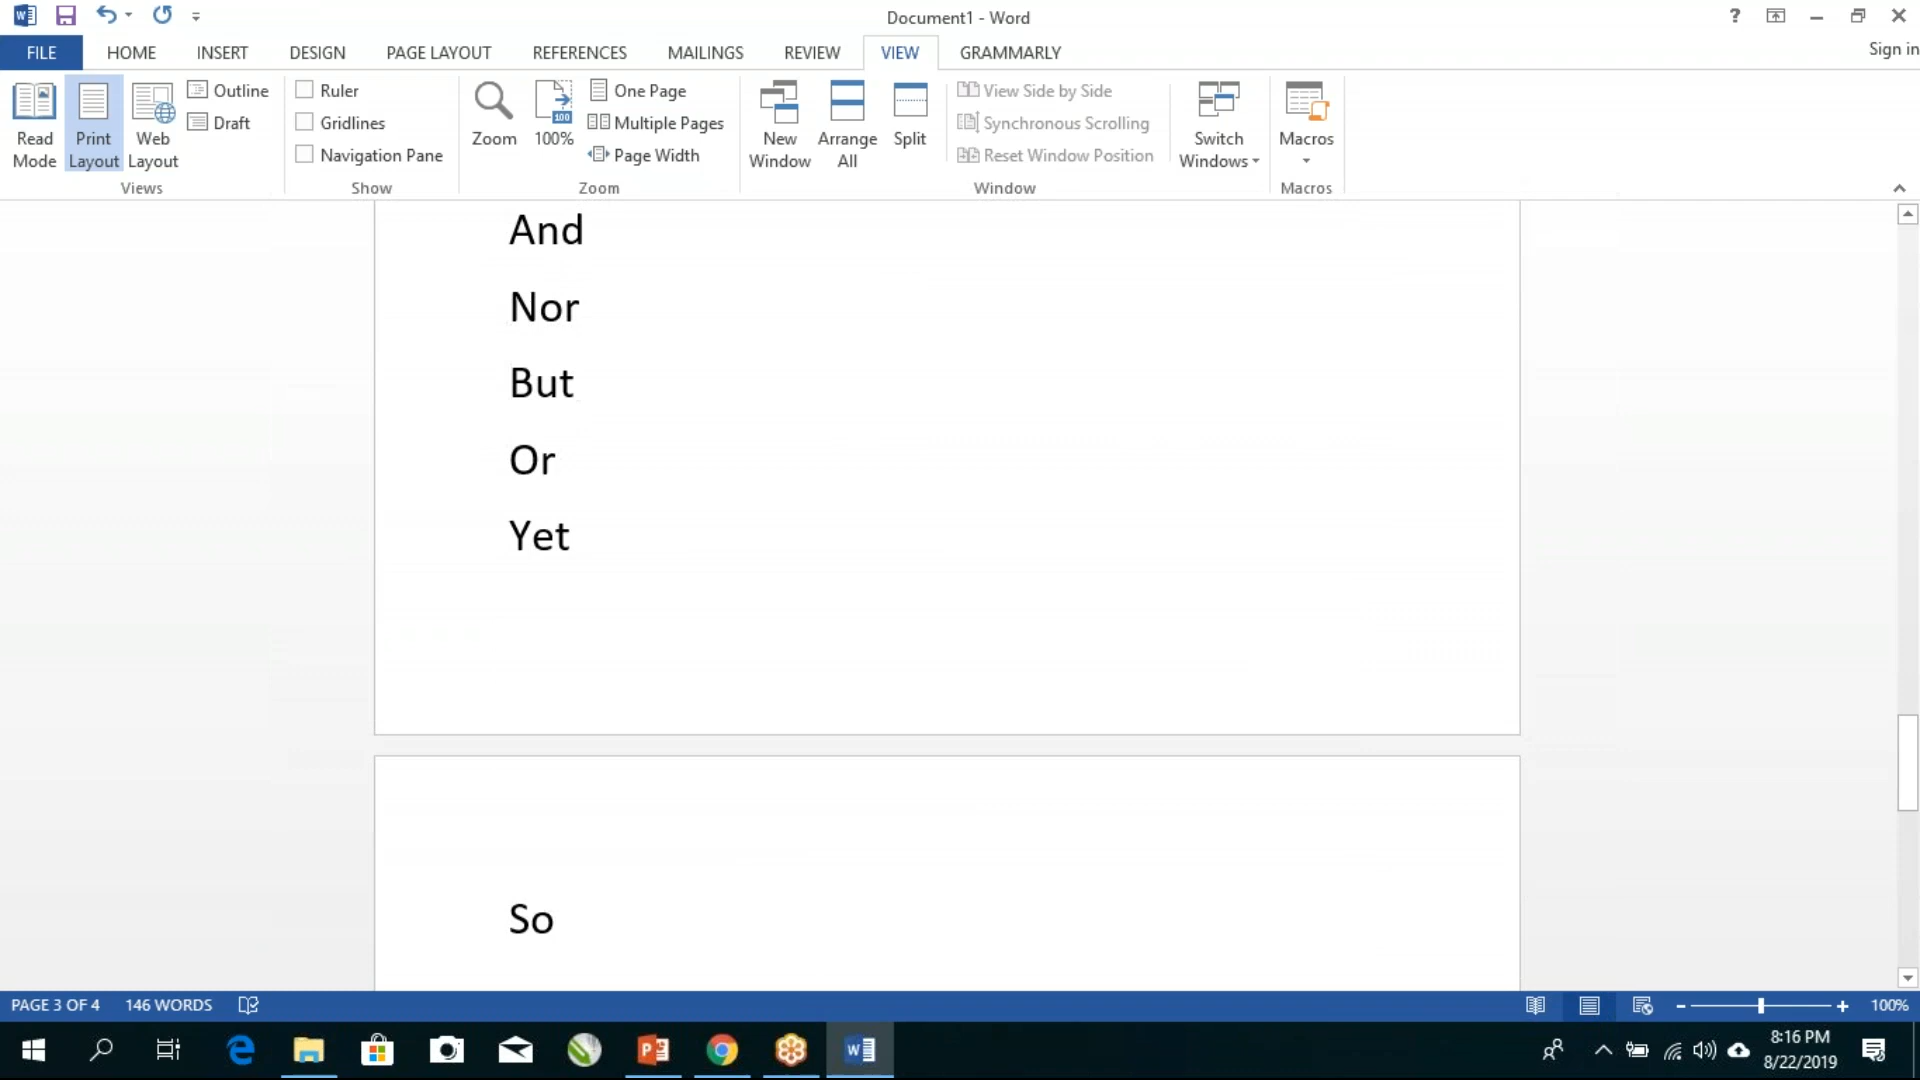 Document1 - Word
?
FILE HOME INSERT DESIGN PAGE LAYOUT REFERENCES MAILINGS REVIEW VIEW GRAMMARLY Sign in
Read Mode
Print Layout
Web Layout
Outline
Draft
Views
Ruler
Gridlines
Navigation Pane
Show
Zoom
100
100%
One Page
Multiple Pages
Page Width
Zoom
New Window
Arrange All
Split
View Side by Side
Synchronous Scrolling
Reset Window Position
Window
Switch Windows
Macros
Macros
And
Nor
But
Or
Yet
So
PAGE 3 OF 4 146 WORDS 100%
8:16 PM
8/22/2019